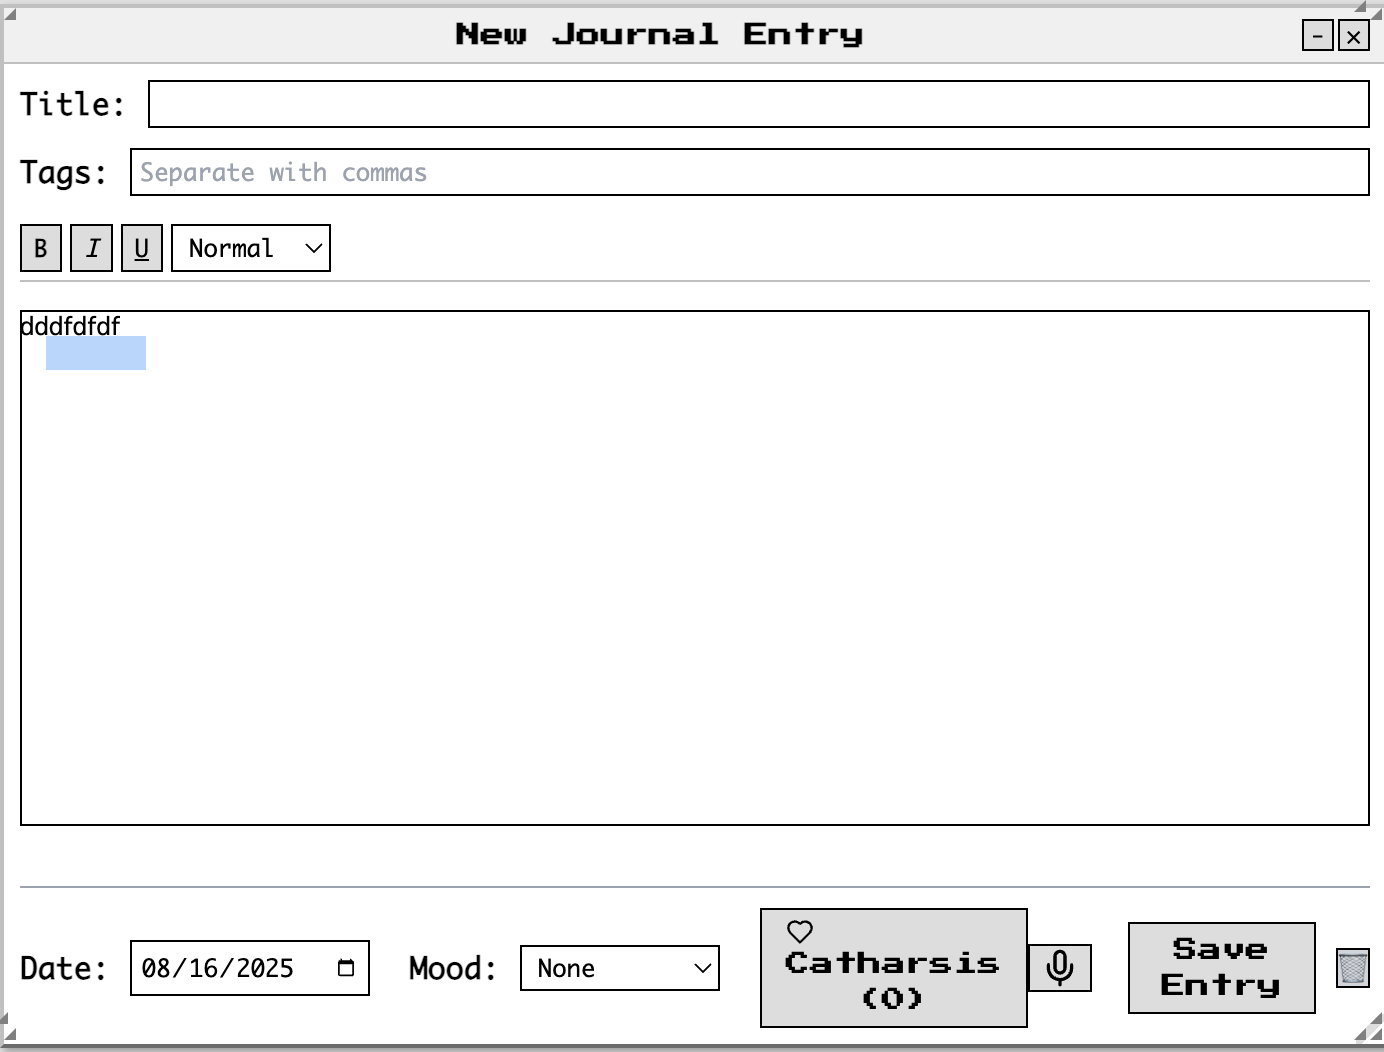 New Journal Entry
Title:
Tags: Separate with commas
B I U Normal
dddfdfdf
Date: 08/16/2025 Mood: None
Catharsis
(0)
Save
Entry